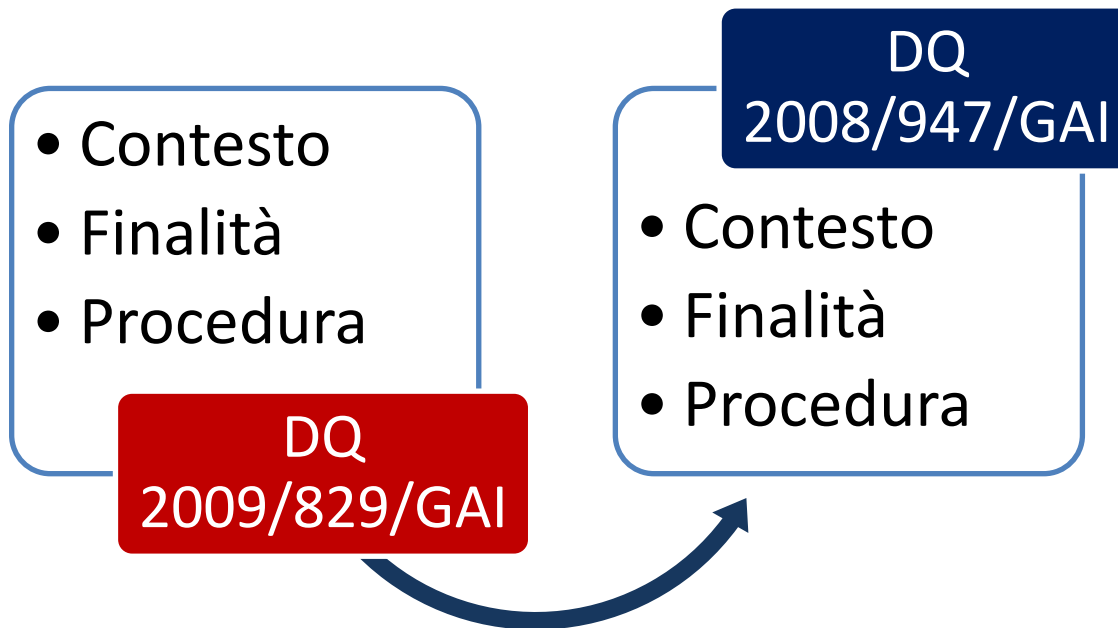 • Contesto
• Finalità
• Procedura
DQ
2009/829/GAI
DQ
2008/947/GAI
• Contesto
• Finalità
• Procedura